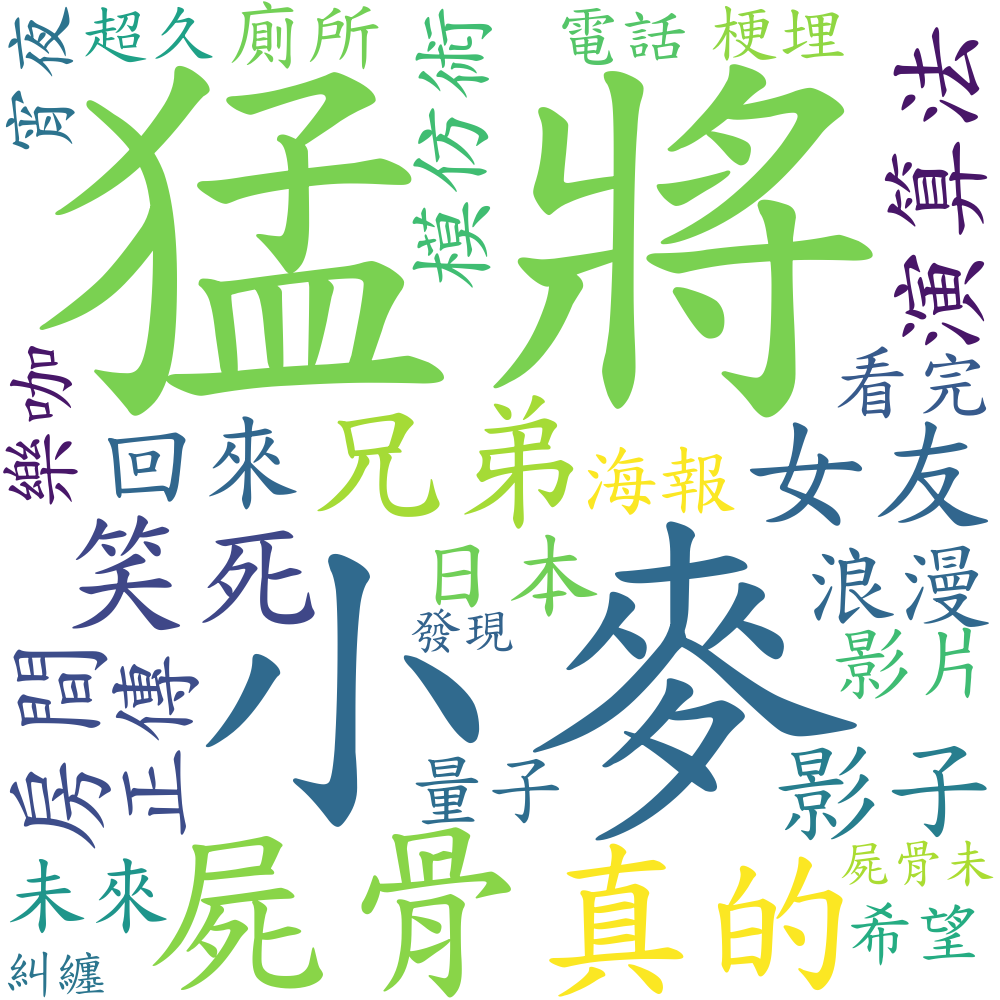 宵夜
超久
廁所
模仿術
電話
梗埋
演算法
猛將
樂咖
看完
回來
兄弟
海報
女友
笑死
日本
浪漫
發現
小麥
影片
房間
正傳
量子
影子
未來
屍骨
真的
屍骨未
希望
糾纏